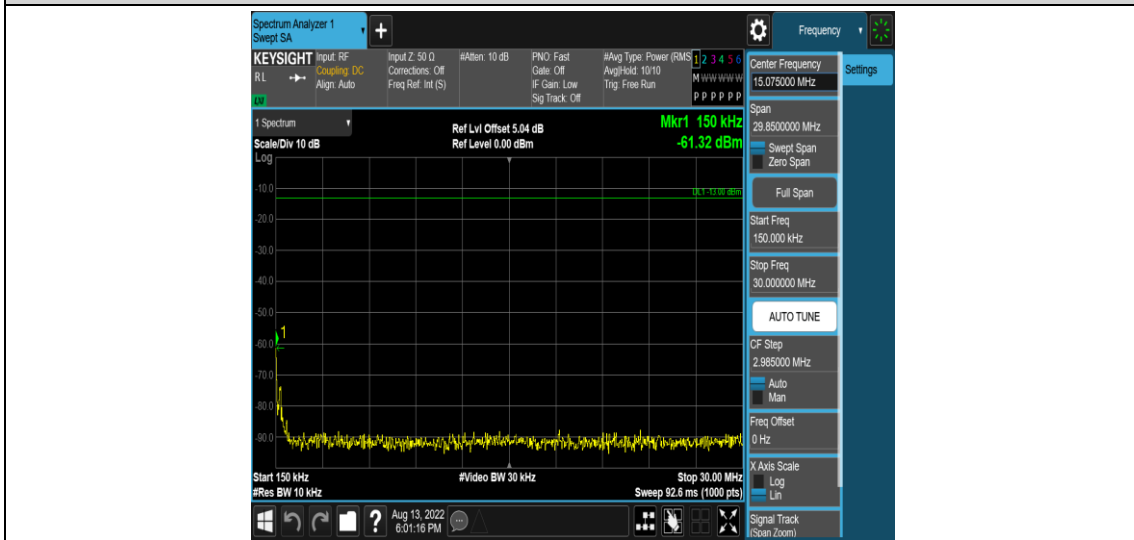 Spectrum Analyzer 1
Swept SA
Frequency
KEYSIGHT
RL
Input: RF
Coupling: DC
Align: Auto
Input Z: 50 Ω
Corrections: Off
Freq Ref: Int (S)
#Atten: 10 dB
PNO: Fast
Gate: Off
IF Gain: Low
Sig Track: Off
#Avg Type: Power (RMS
Avg|Hold: 10/10
Trig: Free Run
1 2 3 4 5 6
M W W W W W
P P P P P P
1 Spectrum
Scale/Div 10 dB
Log
Ref Lvl Offset 5.04 dB
Ref Level 0.00 dBm
Mkr1 150 kHz
-61.32 dBm
DL1 -13.00 dBm
-10.0
-20.0
-30.0
-40.0
-50.0
-60.0
-70.0
-80.0
-90.0
1
Start 150 kHz
#Video BW 30 kHz
Stop 30.00 MHz
#Res BW 10 kHz
Sweep 92.6 ms (1000 pts)
Aug 13, 2022
6:01:16 PM
Center Frequency
15.075000 MHz
Settings
Span
29.8500000 MHz
Swept Span
Zero Span
Full Span
Start Freq
150.000 kHz
Stop Freq
30.000000 MHz
AUTO TUNE
CF Step
2.985000 MHz
Auto
Man
Freq Offset
0 Hz
X Axis Scale
Log
Lin
Signal Track
(Span Zoom)